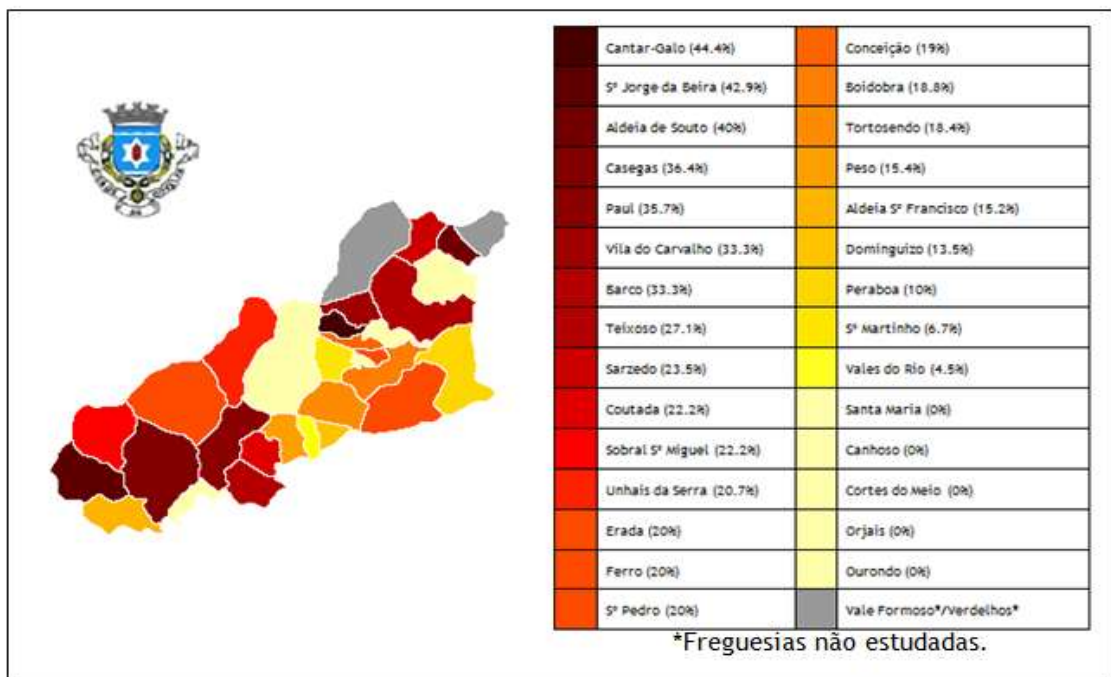 Cantar-Galo (44.4%)
Sº Jorge da Beira (42.9%)
Aldeia de Souto (40%)
Casegas (36.4%)
Paul (35.7%)
Vila do Carvalho (33.3%)
Barco (33.3%)
Teixoso (27.1%)
Sarzedo (23.5%)
Coutada (22.2%)
Sobral Sº Miguel (22.2%)
Unhais da Serra (20.7%)
Erada (20%)
Ferro (20%)
Sº Pedro (20%)
Conceição (19%)
Boidobra (18.8%)
Tortosendo (18.4%)
Peso (15.4%)
Aldeia Sº Francisco (15.2%)
Dominguizo (13.5%)
Peraboa (10%)
Sº Martinho (6.7%)
Vales do Rio (4.5%)
Santa Maria (0%)
Canhoso (0%)
Cortes do Meio (0%)
Orjais (0%)
Ourondo (0%)
Vale Formoso*/Verdelhos*
*Freguesias não estudadas.